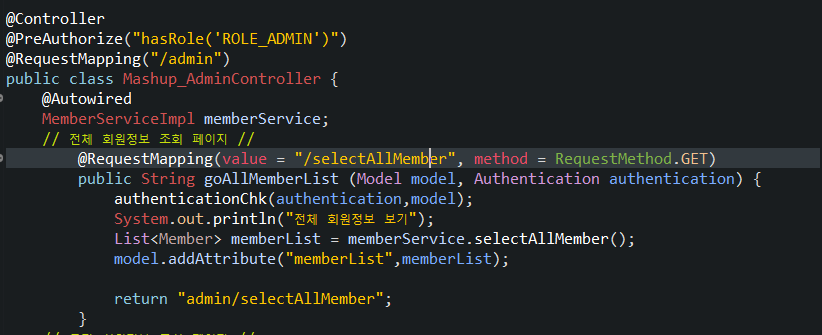 @Controller
@PreAuthorize("hasRole('ROLE_ADMIN')")
@RequestMapping("/admin")
public class Mashup_AdminController {
@Autowired
MemberServiceImpl memberService;
// 전체 회원정보 조회 페이지 //
@RequestMapping(value = "/selectAllMember", method = RequestMethod.GET)
public String goAllMemberList (Model model, Authentication authentication) {
authenticationChk(authentication,model);
System.out.println("전체 회원정보 보기");
List<Member> memberList = memberService.selectAllMember();
model.addAttribute("memberList",memberList);
return "admin/selectAllMember";
}